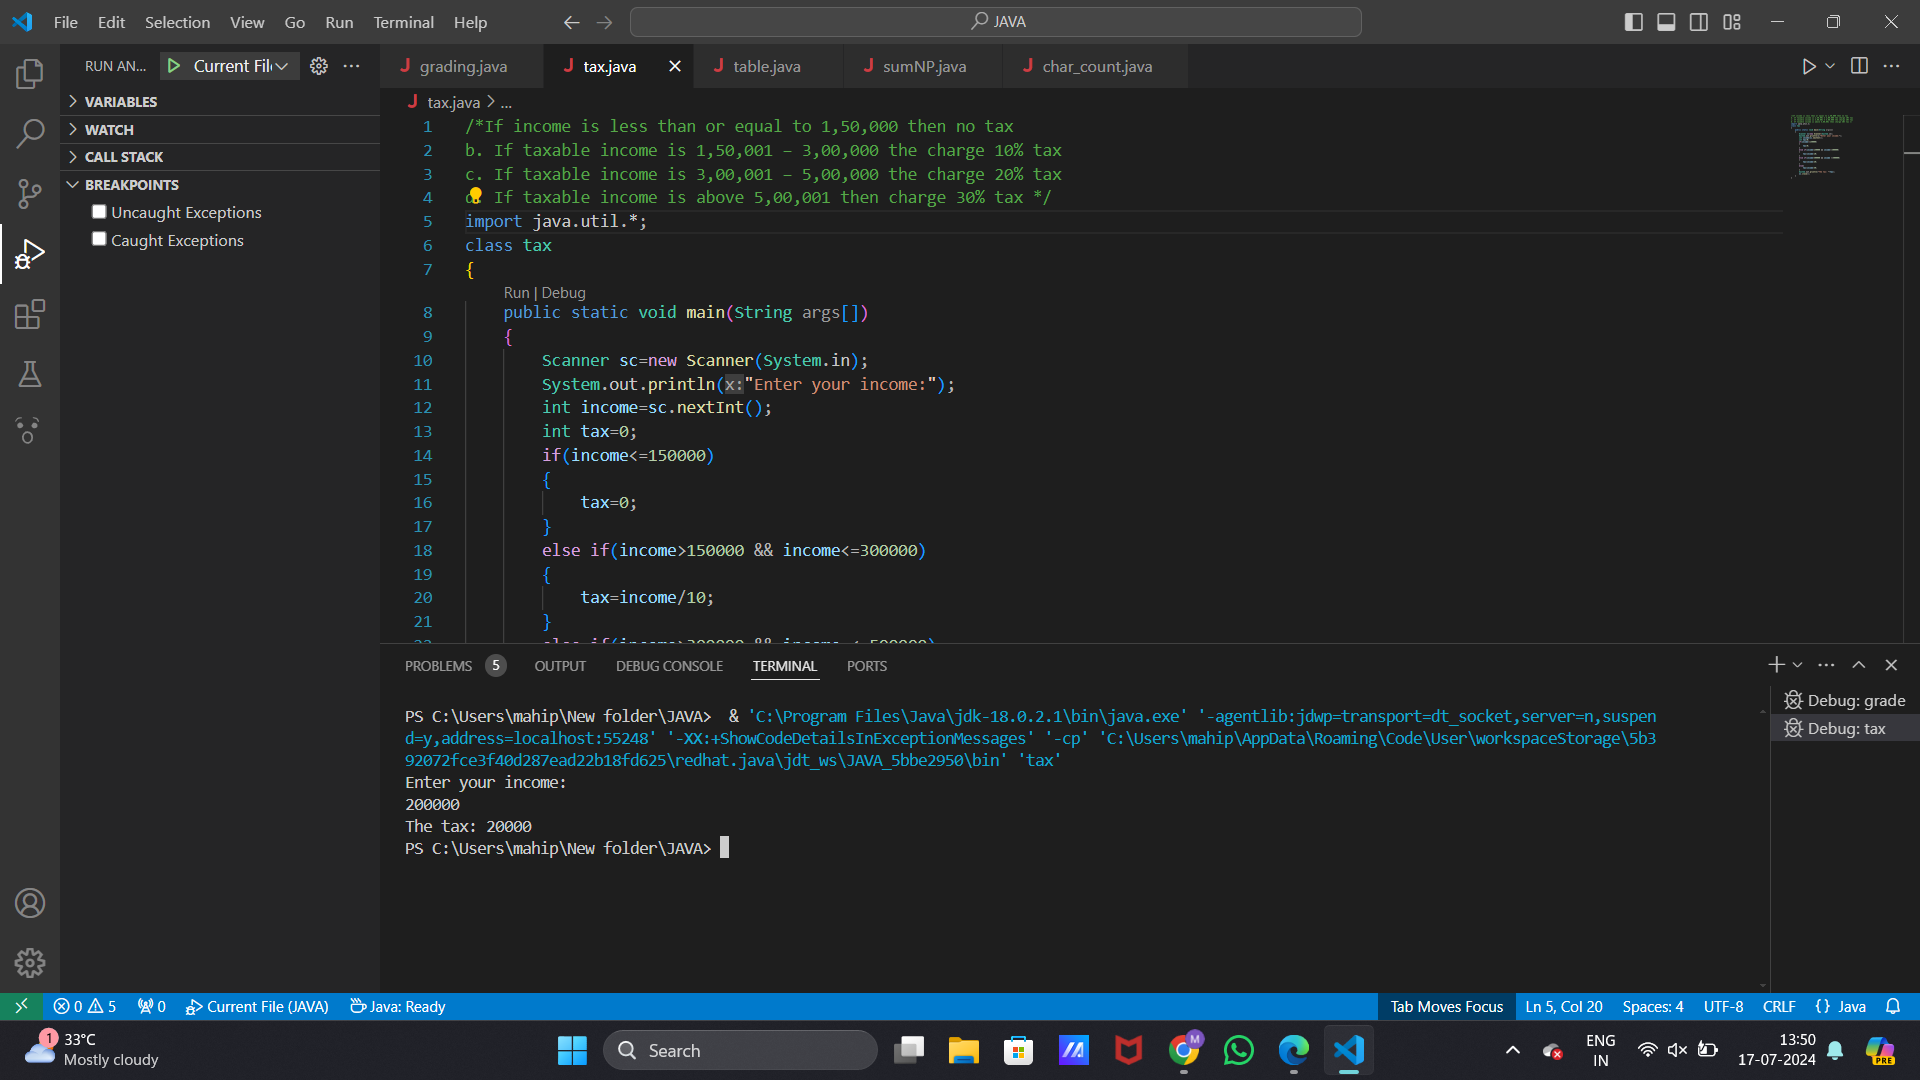 File Edit Selection View Go Run Terminal Help
JAVA
RUN AN... Current Fil
VARIABLES
WATCH
CALL STACK
BREAKPOINTS
Uncaught Exceptions
Caught Exceptions
grading.java tax.java table.java sumNP.java char_count.java
tax.java > ...
1 /*If income is less than or equal to 1,50,000 then no tax
2 b. If taxable income is 1,50,001 – 3,00,000 the charge 10% tax
3 c. If taxable income is 3,00,001 – 5,00,000 the charge 20% tax
4 d. If taxable income is above 5,00,001 then charge 30% tax */
5 import java.util.*;
6 class tax
7 {
Run | Debug
8 public static void main(String args[])
9 {
10 Scanner sc=new Scanner(System.in);
11 System.out.println(x:"Enter your income:");
12 int income=sc.nextInt();
13 int tax=0;
14 if(income<=150000)
15 {
16 tax=0;
17 }
18 else if(income>150000 && income<=300000)
19 {
20 tax=income/10;
21 }
PROBLEMS 5 OUTPUT DEBUG CONSOLE TERMINAL PORTS
PS C:\Users\mahip\New folder\JAVA> & 'C:\Program Files\Java\jdk-18.0.2.1\bin\java.exe' '-agentlib:jdwp=transport=dt_socket,server=n,suspen
d=y,address=localhost:55248' '-XX:+ShowCodeDetailsInExceptionMessages' '-cp' 'C:\Users\mahip\AppData\Roaming\Code\User\workspaceStorage\5b3
92072fce3f40d287ead22b18fd625\redhat.java\jdt_ws\JAVA_5bbe2950\bin' 'tax'
Enter your income:
200000
The tax: 20000
PS C:\Users\mahip\New folder\JAVA>
Debug: grade
Debug: tax
0 5 0 Current File (JAVA) Java: Ready
Tab Moves Focus Ln 5, Col 20 Spaces: 4 UTF-8 CRLF {} Java
1 33°C
Mostly cloudy
Search
M
ENG
IN
13:50
17-07-2024
PRE